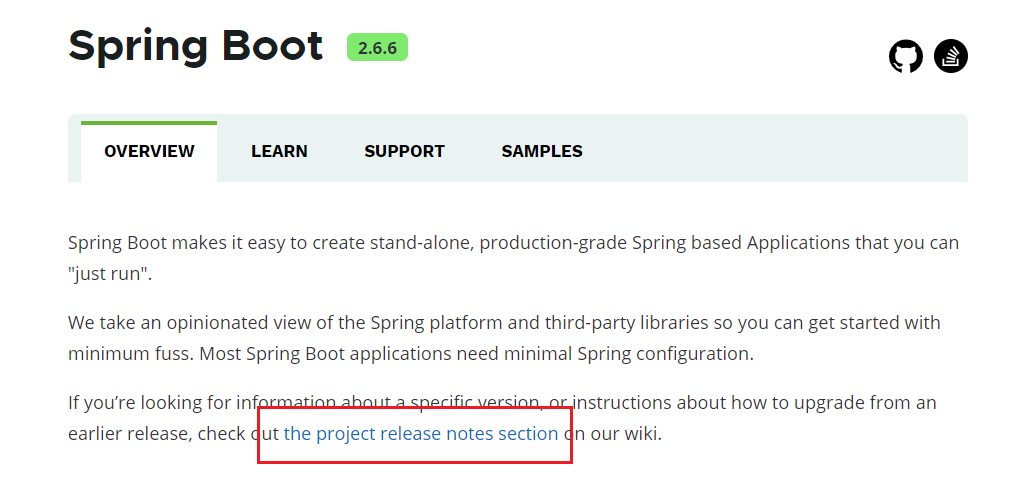 Spring Boot 2.6.6
OVERVIEW LEARN SUPPORT SAMPLES
Spring Boot makes it easy to create stand-alone, production-grade Spring based Applications that you can
"just run".
We take an opinionated view of the Spring platform and third-party libraries so you can get started with
minimum fuss. Most Spring Boot applications need minimal Spring configuration.
If you’re looking for information about a specific version, or instructions about how to upgrade from an
earlier release, check out the project release notes section on our wiki.